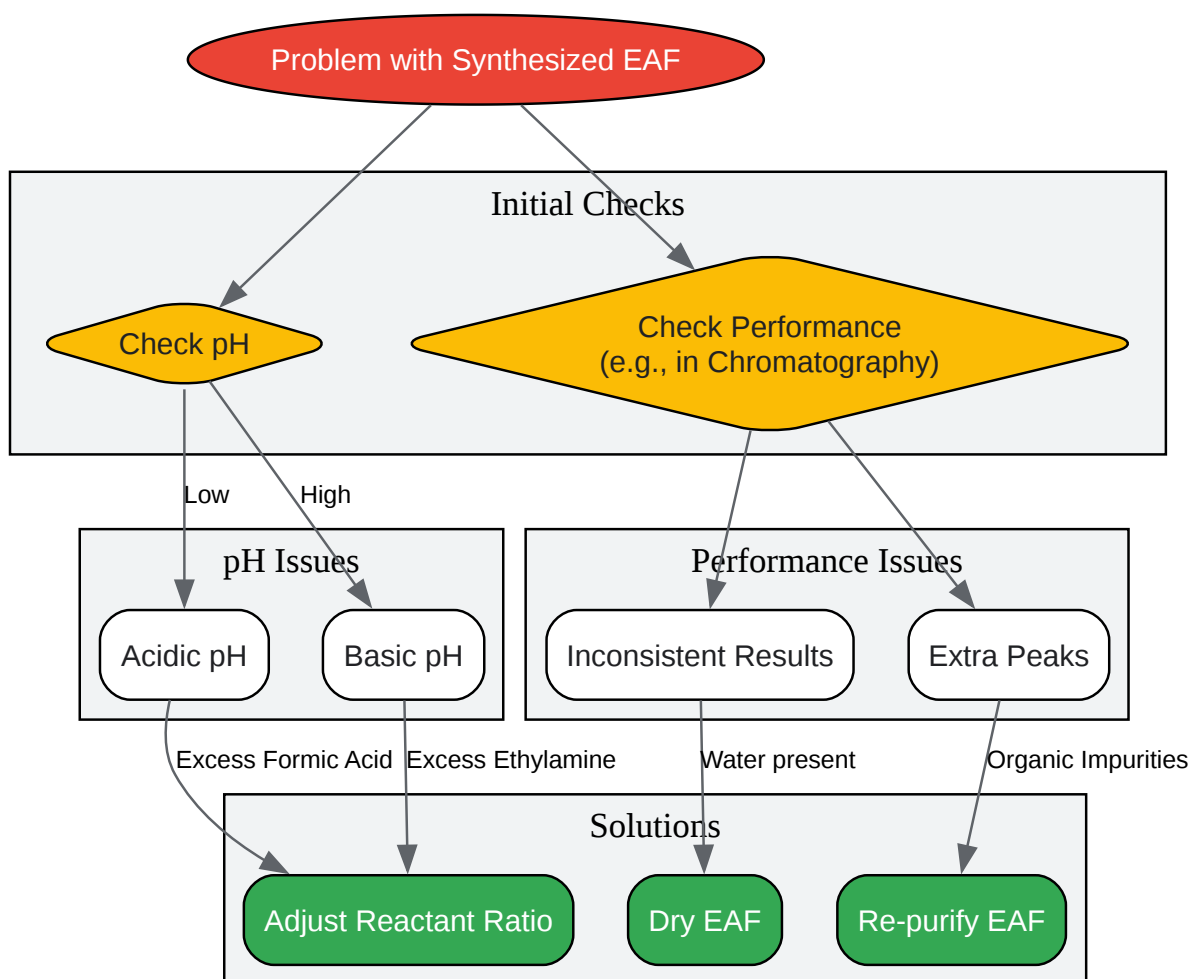 Problem with Synthesized EAF
Initial Checks
Check pH
Check Performance
(e.g., in Chromatography)
Low
High
pH Issues
Performance Issues
Acidic pH
Basic pH
Inconsistent Results
Extra Peaks
Excess Formic Acid
Excess Ethylamine
Water present
Organic Impurities
Solutions
Adjust Reactant Ratio
Dry EAF
Re-purify EAF